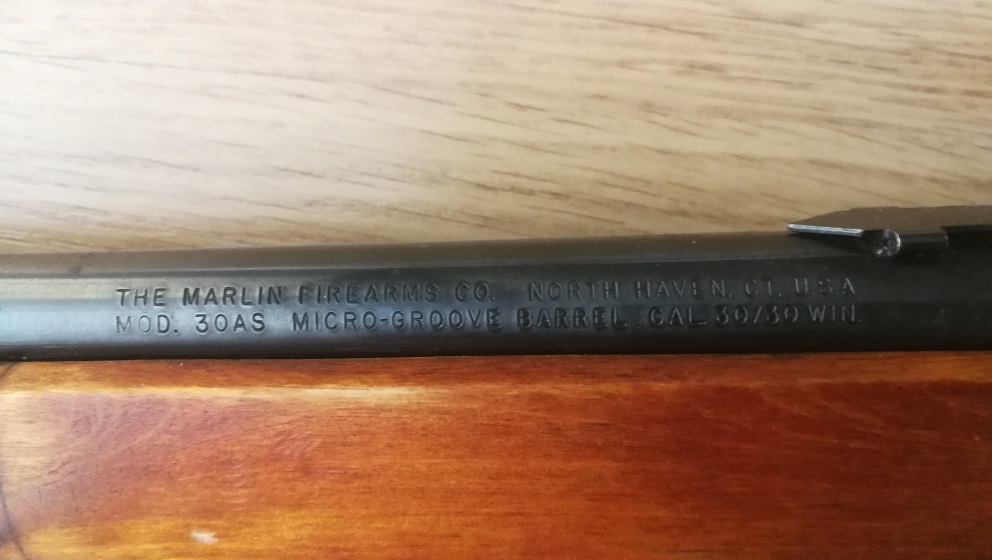 THE MARLIN FIREARMS CO. NORTH HAVEN, CT. U.S.A
MOD. 30AS MICRO-GROOVE BARREL CAL. 30/30 WIN.